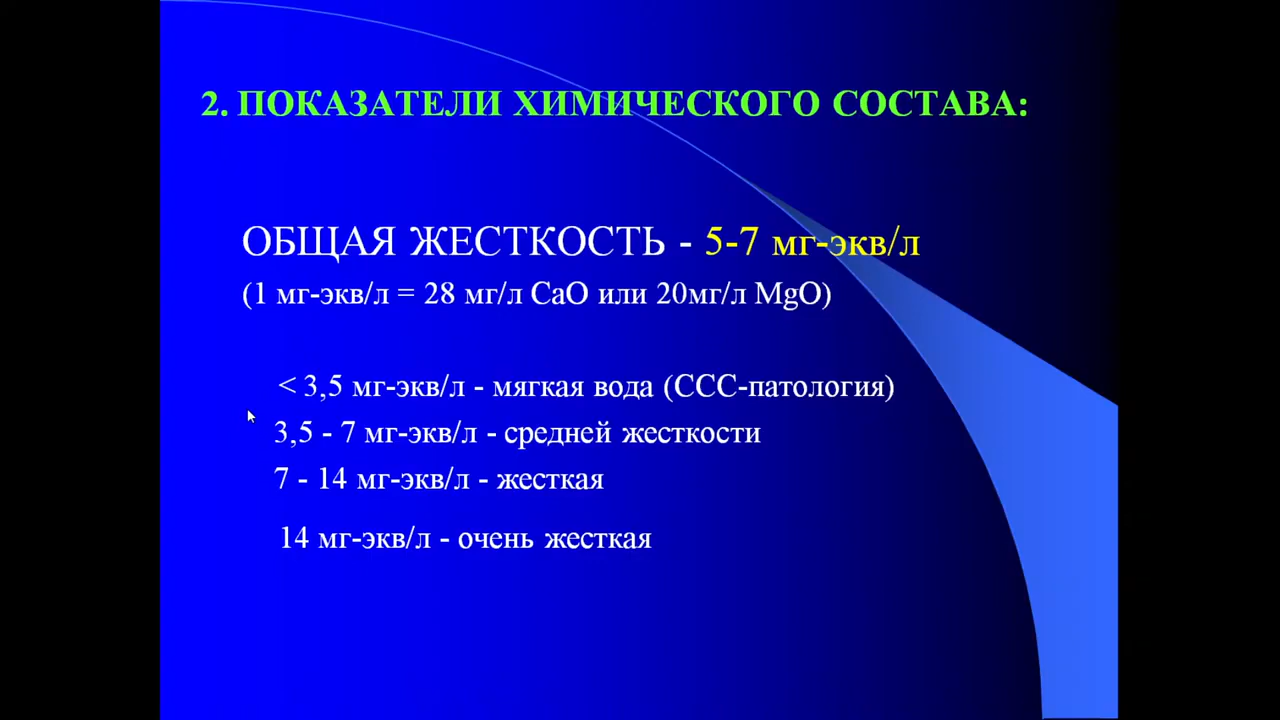 2. ПОКАЗАТЕЛИ ХИМИЧЕСКОГО СОСТАВА:
ОБЩАЯ ЖЕСТКОСТЬ - 5-7 мг-экв/л
(1 мг-экв/л = 28 мг/л CaO или 20мг/л MgO)
< 3,5 мг-экв/л - мягкая вода (ССС-патология)
3,5 - 7 мг-экв/л - средней жесткости
7 - 14 мг-экв/л - жесткая
14 мг-экв/л - очень жесткая